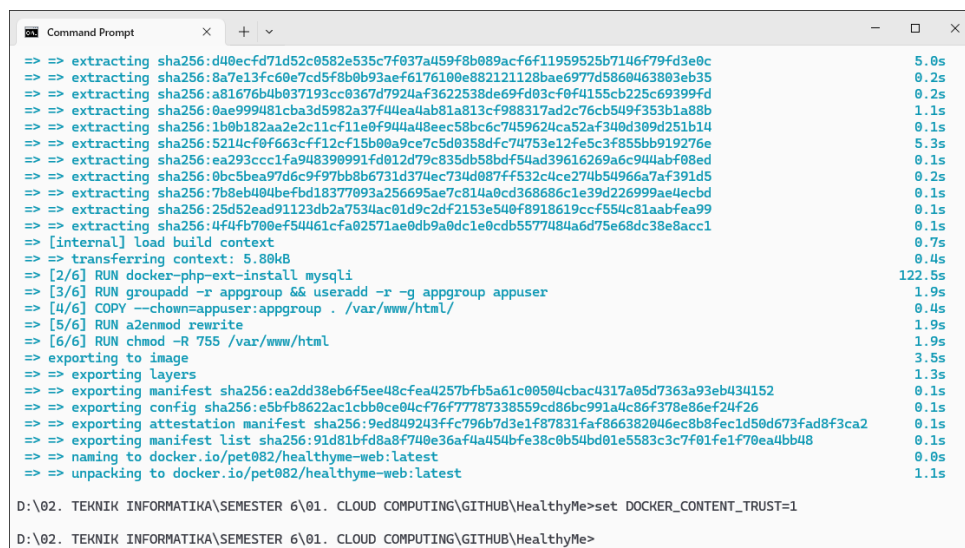 Command Prompt
=> => extracting sha256:d40ecfd71d52c0582e535c7f037a459f8b089acf6f11959525b7146f79fd3e0c 5.0s
=> => extracting sha256:8a7e13fc60e7cd5f8b0b93aef6176100e882121128bae6977d5860463803eb35 0.2s
=> => extracting sha256:a81676b4b037193cc0367d7924af3622538de69fd03cf0f4155cb225c69399fd 0.2s
=> => extracting sha256:0ae999481cba3d5982a37f44ea4ab81a813cf988317ad2c76cb549f353b1a88b 1.1s
=> => extracting sha256:1b0b182aa2e2c11cf11e0f944a48eec58bc6c7459624ca52af340d309d251b14 0.1s
=> => extracting sha256:5214cf0f663cff12cf15b00a9ce7c5d0358dfc74753e12fe5c3f855bb919276e 5.3s
=> => extracting sha256:ea293ccc1fa948390991fd012d79c835db58bdf54ad39616269a6c944abf08ed 0.1s
=> => extracting sha256:0bc5bea97d6c9f97bb8b6731d374ec734d087ff532c4ce274b54966a7af391d5 0.2s
=> => extracting sha256:7b8eb404befbd18377093a256695ae7c814a0cd368686c1e39d226999ae4ecbd 0.1s
=> => extracting sha256:25d52ead91123db2a7534ac01d9c2df2153e540f8918619ccf554c81aabfea99 0.1s
=> => extracting sha256:4f4fb700ef54461cfa02571ae0db9a0dc1e0cdb5577484a6d75e68dc38e8acc1 0.1s
=> [internal] load build context 0.7s
=> => transferring context: 5.80kB 0.4s
=> [2/6] RUN docker-php-ext-install mysqli 122.5s
=> [3/6] RUN groupadd -r appgroup && useradd -r -g appgroup appuser 1.9s
=> [4/6] COPY --chown=appuser:appgroup . /var/www/html/ 0.4s
=> [5/6] RUN a2enmod rewrite 1.9s
=> [6/6] RUN chmod -R 755 /var/www/html 1.9s
=> exporting to image 3.5s
=> => exporting layers 1.3s
=> => exporting manifest sha256:ea2dd38eb6f5ee48cfea4257bfb5a61c00504cbac4317a05d7363a93eb434152 0.1s
=> => exporting config sha256:e5bfb8622ac1cbb0ce04cf76f77787338559cd86bc991a4c86f378e86ef24f26 0.1s
=> => exporting attestation manifest sha256:9ed849243ffc796b7d3e1f87831faf866382046ec8b8fec1d50d673fad8f3ca2 0.1s
=> => exporting manifest list sha256:91d81bfd8a8f740e36af4a454bfe38c0b54bd01e5583c3c7f01fe1f70ea4bb48 0.1s
=> => naming to docker.io/pet082/healthyme-web:latest 0.0s
=> => unpacking to docker.io/pet082/healthyme-web:latest 1.1s
D:\02. TEKNIK INFORMATIKA\SEMESTER 6\01. CLOUD COMPUTING\GITHUB\HealthyMe>set DOCKER_CONTENT_TRUST=1
D:\02. TEKNIK INFORMATIKA\SEMESTER 6\01. CLOUD COMPUTING\GITHUB\HealthyMe>